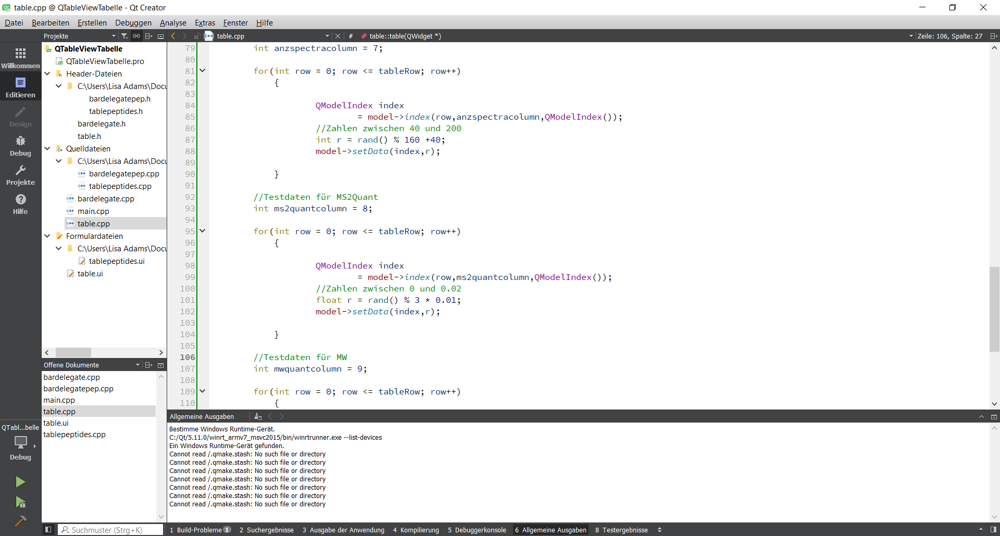 table.cpp @ QTableViewTabelle - Qt Creator
Datei Bearbeiten Erstellen Debuggen Analyse Extras Fenster Hilfe
Projekte
table.cpp
# table::table(QWidget *)
Zeile: 106, Spalte: 27
Willkommen
Editieren
Design
Debug
Projekte
Hilfe
QTabl...belle
Debug
QTableViewTabelle
QTableViewTabelle.pro
Header-Dateien
C:\Users\Lisa Adams\Docu
bardelegatepep.h
tablepeptides.h
bardelegate.h
table.h
Quelldateien
C:\Users\Lisa Adams\Docu
bardelegatepep.cpp
tablepeptides.cpp
bardelegate.cpp
main.cpp
table.cpp
Formulardateien
C:\Users\Lisa Adams\Docu
tablepeptides.ui
table.ui
Offene Dokumente
bardelegate.cpp
bardelegatepep.cpp
main.cpp
table.cpp
table.ui
tablepeptides.cpp
79 int anzspectracolumn = 7;
80
81 for(int row = 0; row <= tableRow; row++)
82 {
83
84 QModelIndex index
85 = model->index(row,anzspectracolumn,QModelIndex());
86 //Zahlen zwischen 40 und 200
87 int r = rand() % 160 +40;
88 model->setData(index,r);
89
90 }
91
92 //Testdaten für MS2Quant
93 int ms2quantcolumn = 8;
94
95 for(int row = 0; row <= tableRow; row++)
96 {
97
98 QModelIndex index
99 = model->index(row,ms2quantcolumn,QModelIndex());
100 //Zahlen zwischen 0 und 0.02
101 float r = rand() % 3 * 0.01;
102 model->setData(index,r);
103
104 }
105
106 //Testdaten für MW
107 int mwquantcolumn = 9;
108
109 for(int row = 0; row <= tableRow; row++)
110 {
Allgemeine Ausgaben
Bestimme Windows Runtime-Gerät.
C:/Qt/5.11.0/winrt_armv7_msvc2015/bin/winrtrunner.exe --list-devices
Ein Windows Runtime-Gerät gefunden.
Cannot read /.qmake.stash: No such file or directory
Cannot read /.qmake.stash: No such file or directory
Cannot read /.qmake.stash: No such file or directory
Cannot read /.qmake.stash: No such file or directory
Cannot read /.qmake.stash: No such file or directory
Cannot read /.qmake.stash: No such file or directory
Cannot read /.qmake.stash: No such file or directory
Suchmuster (Strg+K)
1 Build-Probleme 1 2 Suchergebnisse 3 Ausgabe der Anwendung 4 Kompilierung 5 Debuggerkonsole 6 Allgemeine Ausgaben 8 Testergebnisse